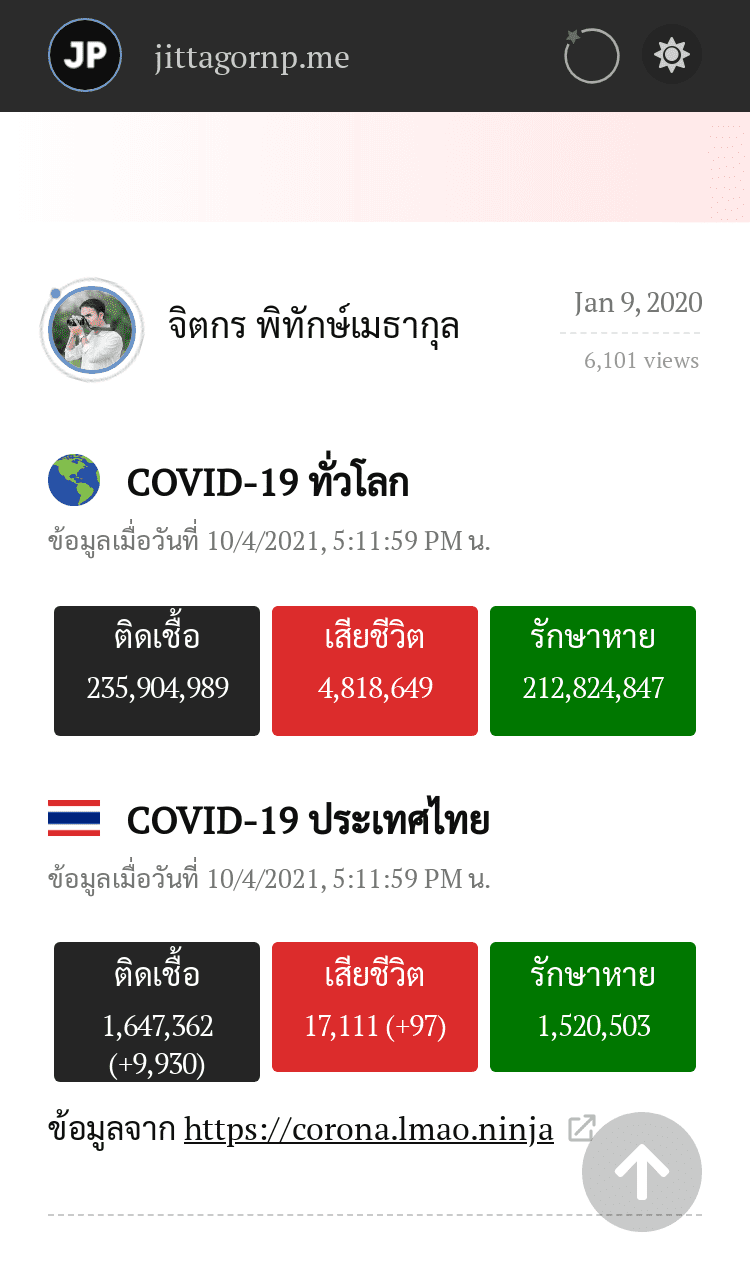 JP
jittagornp.me
จิตกร พิทักษ์เมธากุล
Jan 9, 2020
6,101 views
COVID-19 ทั่วโลก
ข้อมูลเมื่อวันที่ 10/4/2021, 5:11:59 PM น.
ติดเชื้อ
235,904,989
เสียชีวิต
4,818,649
รักษาหาย
212,824,847
COVID-19 ประเทศไทย
ข้อมูลเมื่อวันที่ 10/4/2021, 5:11:59 PM น.
ติดเชื้อ
1,647,362
(+9,930)
เสียชีวิต
17,111 (+97)
รักษาหาย
1,520,503
ข้อมูลจาก https://corona.lmao.ninja